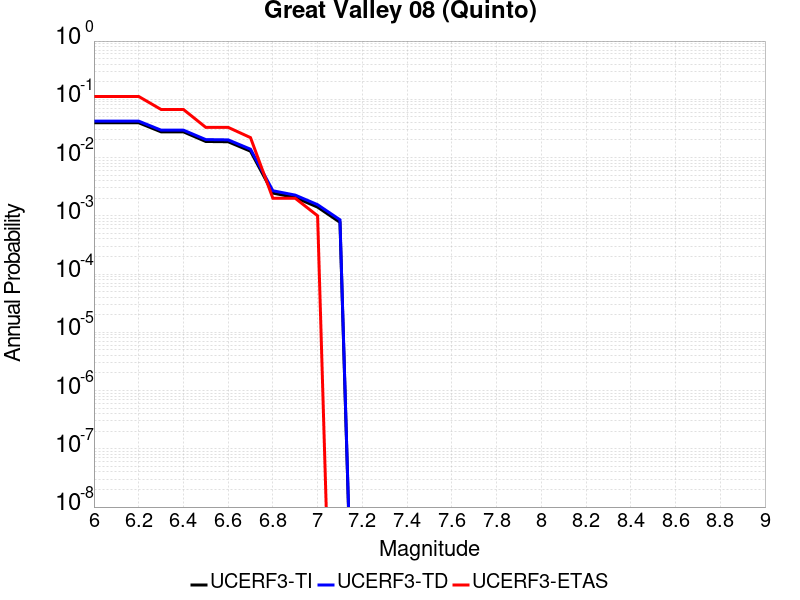 Great Valley 08 (Quinto)
10^0
10^-1
10^-2
10^-3
10^-4
10^-5
10^-6
10^-7
10^-8
Annual Probability
6 6.2 6.4 6.6 6.8 7 7.2 7.4 7.6 7.8 8 8.2 8.4 8.6 8.8 9
Magnitude
UCERF3-TI UCERF3-TD UCERF3-ETAS